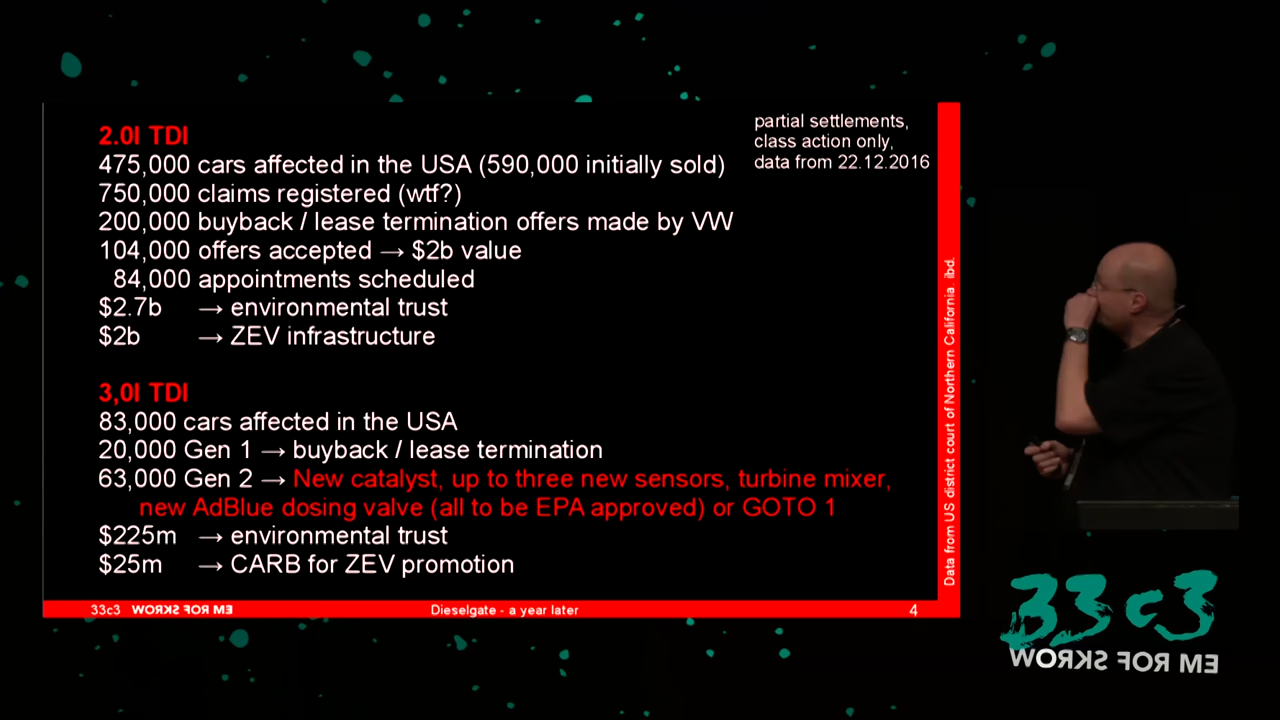 2.0l TDI
475,000 cars affected in the USA (590,000 initially sold)
750,000 claims registered (wtf?)
200,000 buyback / lease termination offers made by VW
104,000 offers accepted → $2b value
84,000 appointments scheduled
$2.7b → environmental trust
$2b → ZEV infrastructure
partial settlements,
class action only,
data from 22.12.2016
3,0l TDI
83,000 cars affected in the USA
20,000 Gen 1 → buyback / lease termination
63,000 Gen 2 → New catalyst, up to three new sensors, turbine mixer,
new AdBlue dosing valve (all to be EPA approved) or GOTO 1
$225m → environmental trust
$25m → CARB for ZEV promotion
Data from US district court of Northern California. ibd.
33c3 WORKS FOR ME Dieselgate - a year later 4
33c3
WORKS FOR ME